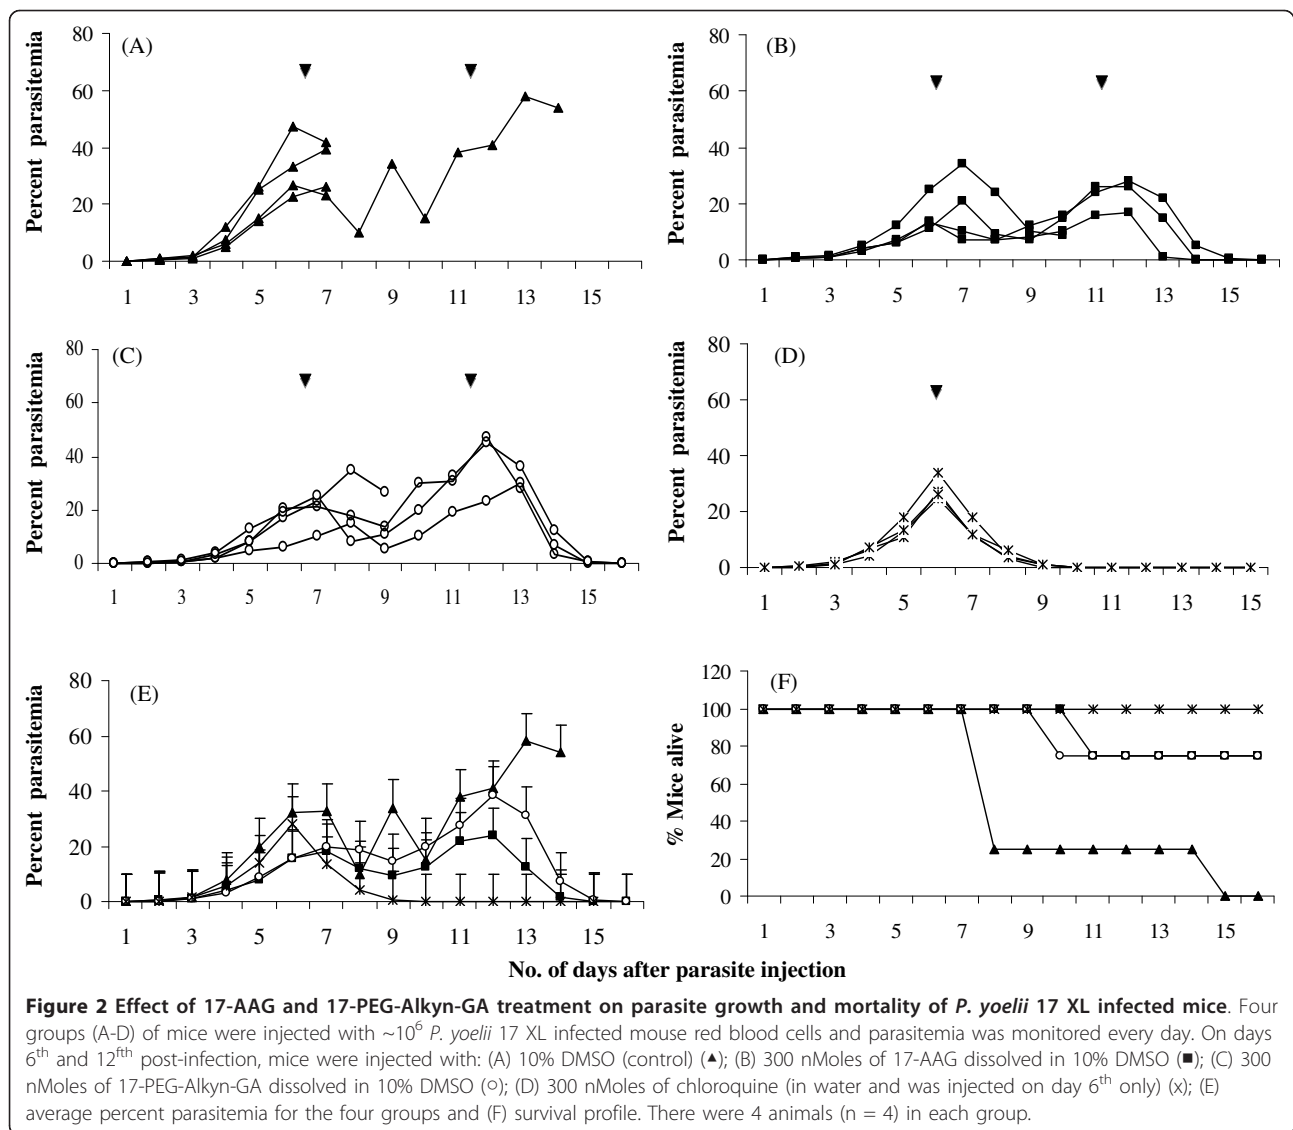 (A)
Percent parasitemia
80
60
40
20
0
1 3 5 7 9 11 13 15
(B)
Percent parasitemia
80
60
40
20
0
1 3 5 7 9 11 13 15
(C)
Percent parasitemia
80
60
40
20
0
1 3 5 7 9 11 13 15
(D)
Percent parasitemia
80
60
40
20
0
1 3 5 7 9 11 13 15
(E)
Percent parasitemia
80
60
40
20
0
1 3 5 7 9 11 13 15
(F)
% Mice alive
120
100
80
60
40
20
0
1 3 5 7 9 11 13 15
No. of days after parasite injection
Figure 2 Effect of 17-AAG and 17-PEG-Alkyn-GA treatment on parasite growth and mortality of P. yoelii 17 XL infected mice. Four
groups (A-D) of mice were injected with ~10⁶ P. yoelii 17 XL infected mouse red blood cells and parasitemia was monitored every day. On days
6ᵗʰ and 12ᶠᵗʰ post-infection, mice were injected with: (A) 10% DMSO (control) (▲); (B) 300 nMoles of 17-AAG dissolved in 10% DMSO (■); (C) 300
nMoles of 17-PEG-Alkyn-GA dissolved in 10% DMSO (○); (D) 300 nMoles of chloroquine (in water and was injected on day 6ᵗʰ only) (x); (E)
average percent parasitemia for the four groups and (F) survival profile. There were 4 animals (n = 4) in each group.